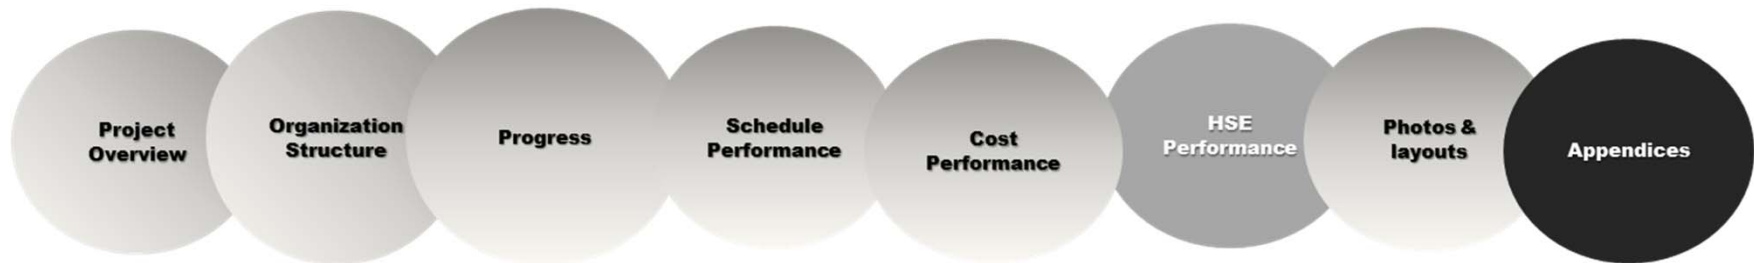 Project
Overview
Organization
Structure
Progress
Schedule
Performance
Cost
Performance
HSE
Performance
Photos &
layouts
Appendices